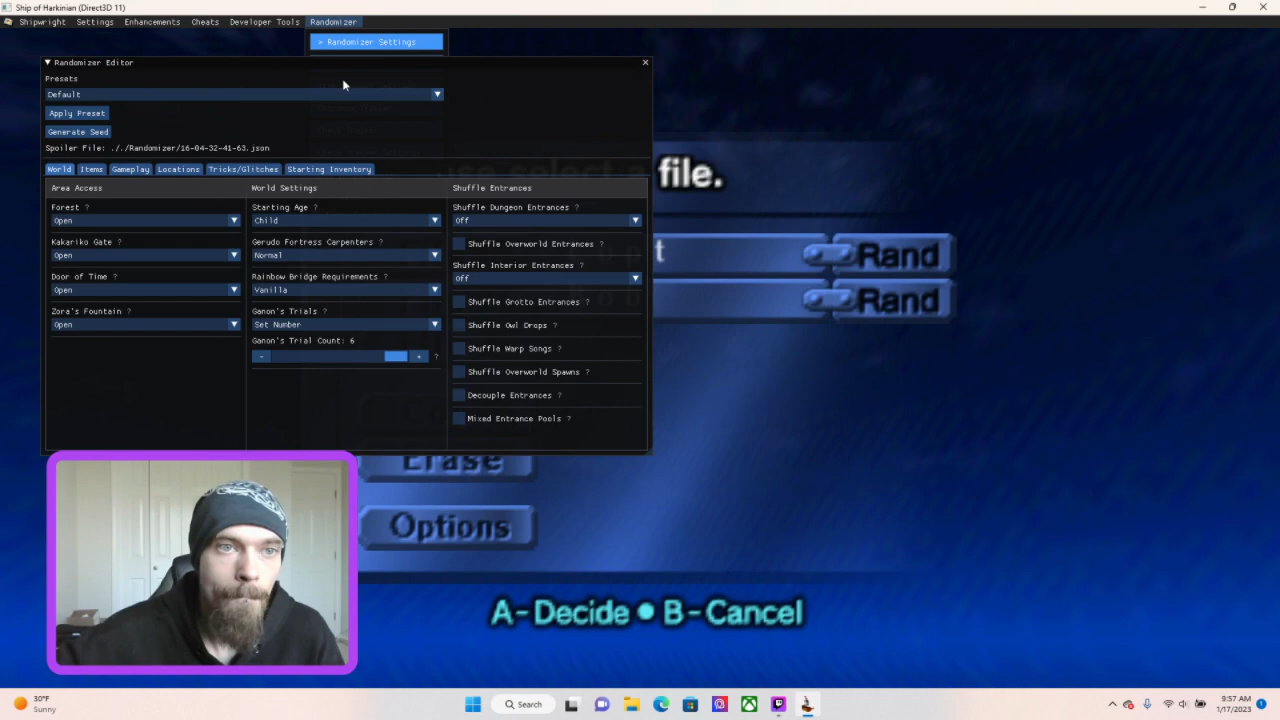 Ship of Harkinian (Direct3D 11)
Shipwright Settings Enhancements Cheats Developer Tools Randomizer
> Randomizer Settings
Randomizer Editor
Presets
Default
Apply Preset
Generate Seed
Spoiler File: ././Randomizer/16-04-32-41-63.json
World Items Gameplay Locations Tricks/Glitches Starting Inventory
Area Access World Settings Shuffle Entrances
Forest ? Starting Age ? Shuffle Dungeon Entrances ?
Open Child Off
Kakariko Gate ? Gerudo Fortress Carpenters ? Shuffle Overworld Entrances ?
Open Normal Shuffle Interior Entrances ?
Door of Time ? Rainbow Bridge Requirements ? Off
Open Vanilla Shuffle Grotto Entrances ?
Zora's Fountain ? Ganon's Trials ? Shuffle Owl Drops ?
Open Set Number Shuffle Warp Songs ?
Ganon's Trial Count: 6
- + ?
Shuffle Overworld Spawns ?
Decouple Entrances ?
Mixed Entrance Pools ?
select a file.
t Rand
Rand
Erase
Options
A-Decide B-Cancel
30°F
Sunny
Search
9:57 AM
1/17/2023